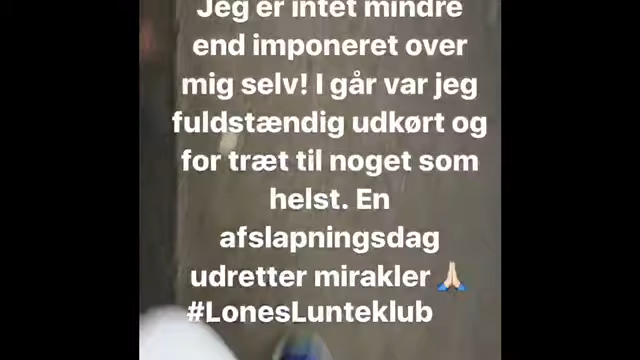 Jeg er intet mindre
end imponeret over
mig selv! I går var jeg
fuldstændig udkørt og
for træt til noget som
helst. En
afslapningsdag
udretter mirakler 🙏🏻
#LonesLunteklub